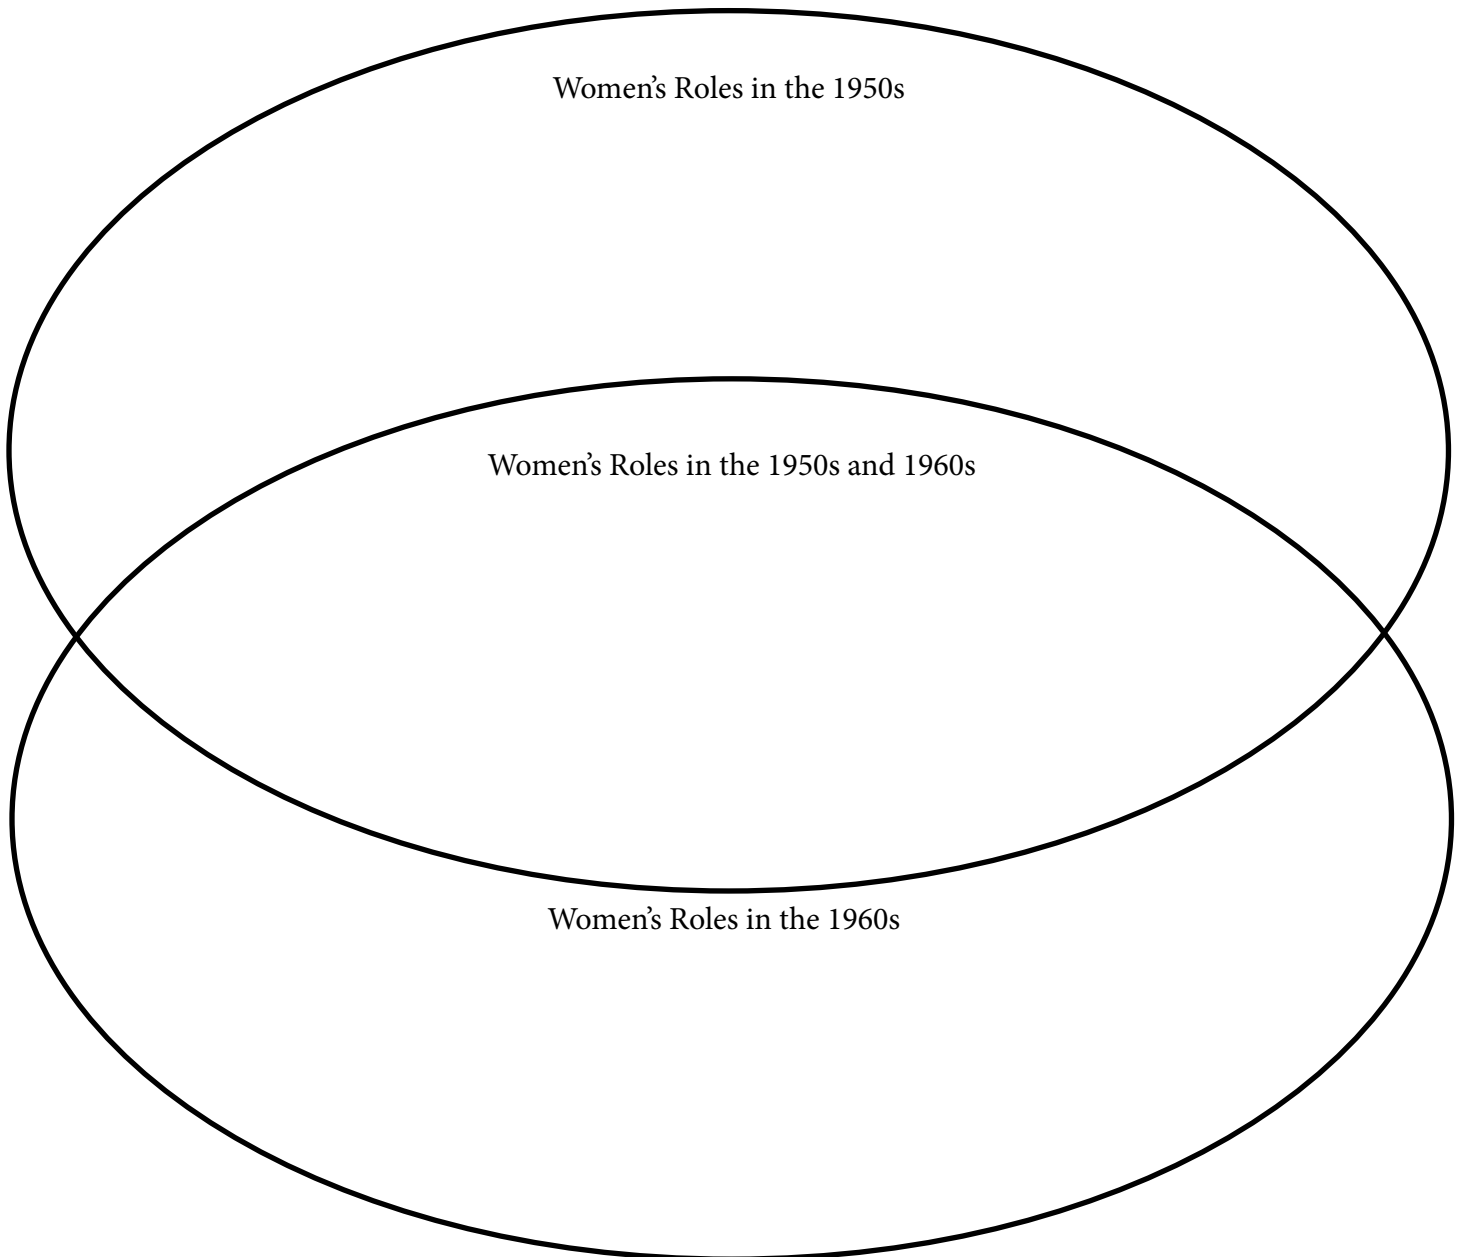 Women’s Roles in the 1950s
Women’s Roles in the 1950s and 1960s
Women’s Roles in the 1960s